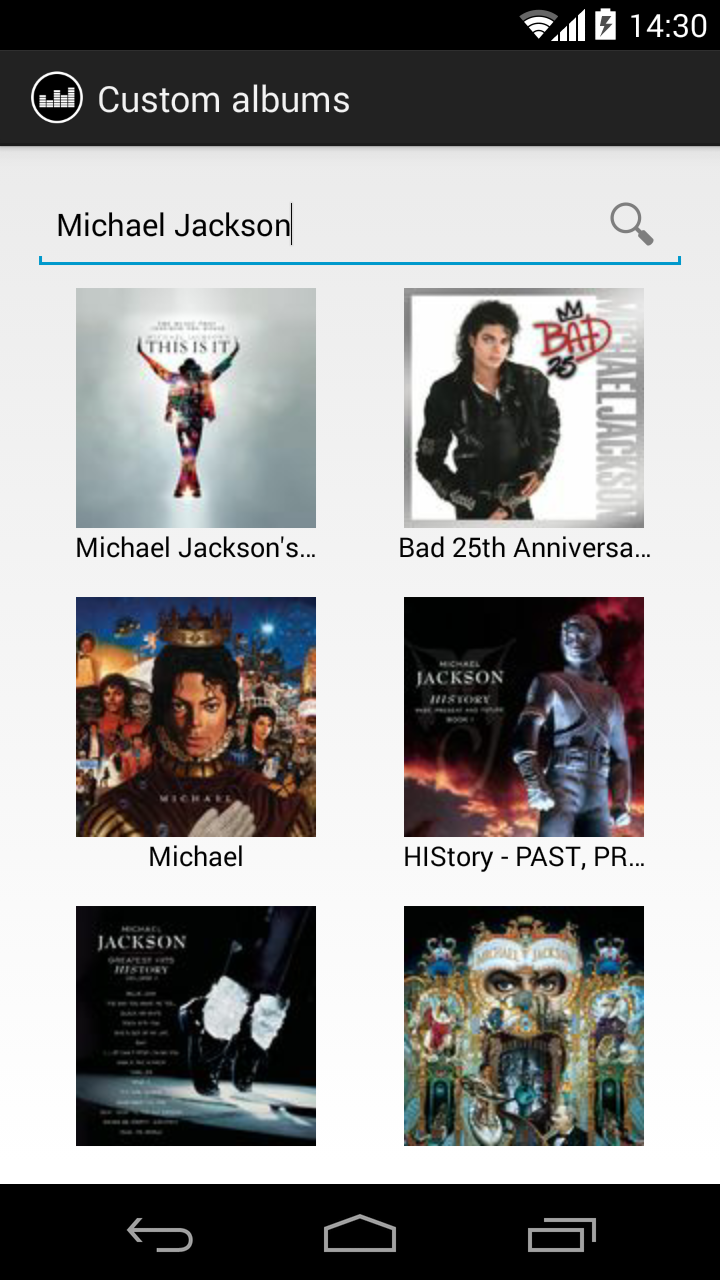 14:30
Custom albums
Michael Jackson
THIS IS IT
BAD
25
MICHAEL JACKSON
Michael Jackson's...
Bad 25th Anniversa...
MICHAEL
MICHAEL
JACKSON
HISTORY
PAST, PRESENT AND FUTURE
BOOK I
Michael
HIStory - PAST, PR...
MICHAEL
JACKSON
GREATEST HITS
HISTORY
VOLUME I
MICHAEL JACKSON